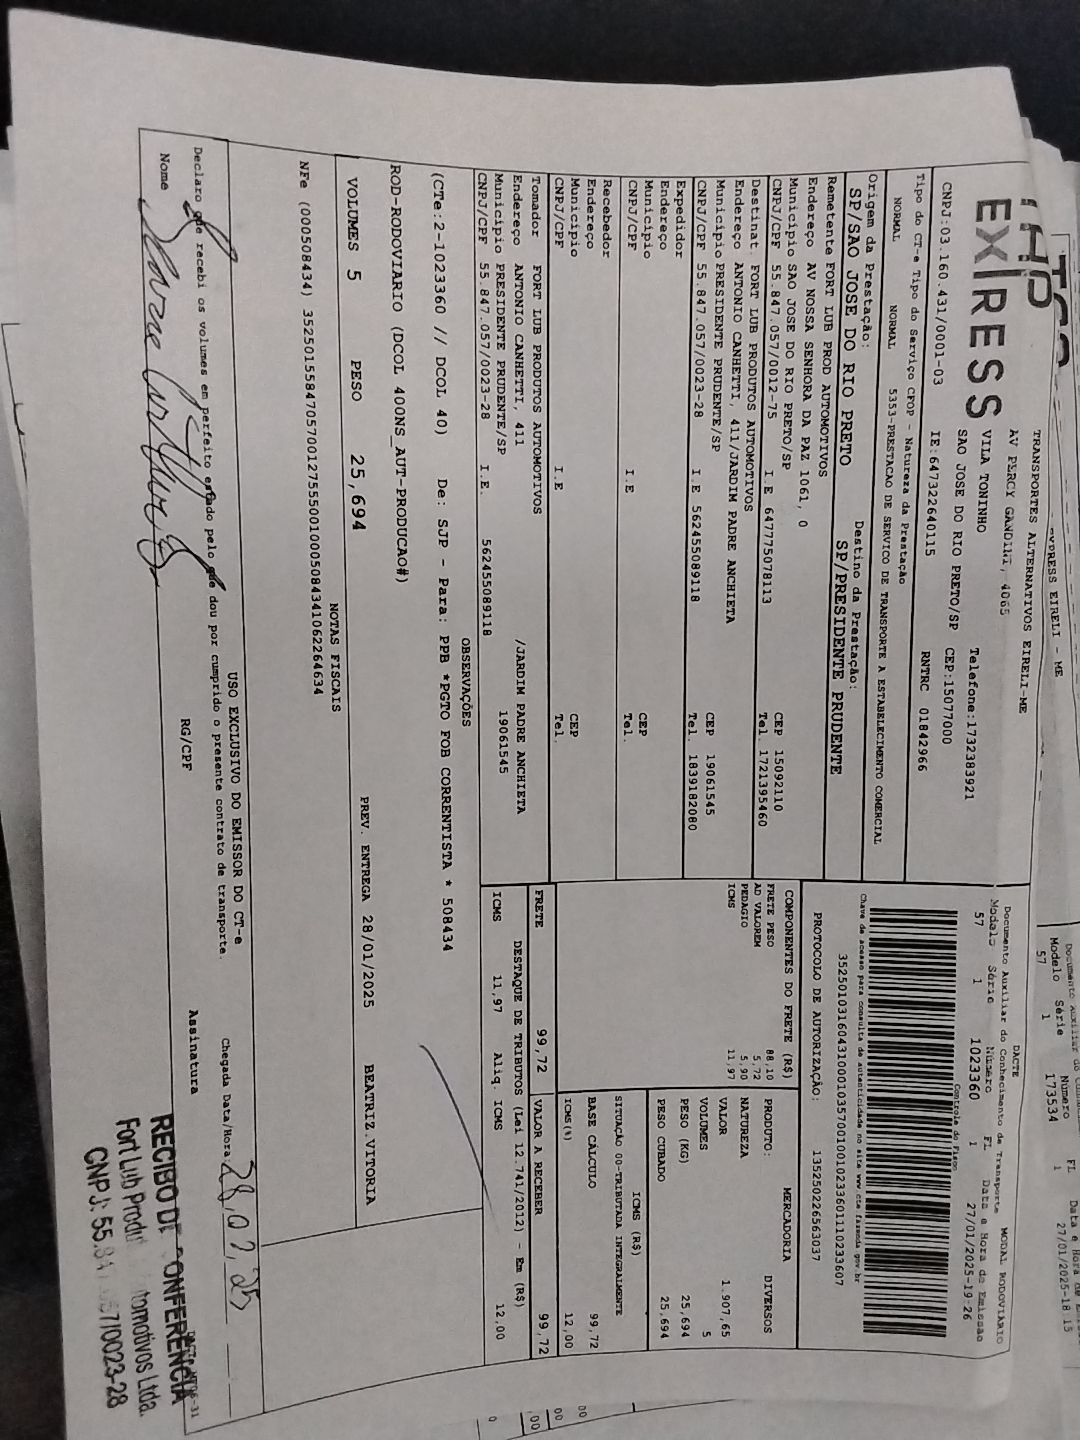 EXPRESS EIRELI - ME
Modelo Série Número FL
57 1 173534 1 27/01/2025-18:15
EX|RESS
TRANSPORTES ALTERNATIVOS EIRELI-ME
AV PERCY GANDINI, 4065
VILA TONINHO Telefone:1732383921
SAO JOSE DO RIO PRETO/SP CEP:15077000
CNPJ:03.160.431/0001-03 IE:647322640115 RNTRC 01842966
DACTE
Documento Auxiliar do Conhecimento de Transporte MODAL RODOVIÁRIO
Modalo Série Número FL Data e Hora de Emissão
57 1 1023360 1 27/01/2025-19:26
Controle do Fisco
Chave de acesso para consulta de autenticidade no site www.cte.fazenda.gov.br
PROTOCOLO DE AUTORIZAÇÃO: 135250226563037
Tipo do CT-e Tipo do Serviço CFOP - Natureza da Prestação
NORMAL NORMAL 5353-PRESTACAO DE SERVICO DE TRANSPORTE A ESTABELECIMENTO COMERCIAL
Origem da Prestação: Destino da Prestação:
SP/SAO JOSE DO RIO PRETO SP/PRESIDENTE PRUDENTE
Remetente FORT LUB PROD AUTOMOTIVOS
Endereço AV NOSSA SENHORA DA PAZ 1061, 0
Município SAO JOSE DO RIO PRETO/SP CEP 15092110
CNPJ/CPF 55.847.057/0012-75 I.E 647775078113 Tel. 1721395460
Destinat. FORT LUB PRODUTOS AUTOMOTIVOS
Endereço ANTONIO CANHETTI, 411/JARDIM PADRE ANCHIETA
Município PRESIDENTE PRUDENTE/SP CEP 19061545
CNPJ/CPF 55.847.057/0023-28 I.E 562455089118 Tel. 1839182080
Expedidor
Endereço
Município CEP
CNPJ/CPF I.E Tel.
Recebedor
Endereço
Município CEP
CNPJ/CPF I.E Tel.
Tomador FORT LUB PRODUTOS AUTOMOTIVOS
Endereço ANTONIO CANHETTI, 411 /JARDIM PADRE ANCHIETA
Município PRESIDENTE PRUDENTE/SP 19061545
CNPJ/CPF 55.847.057/0023-28 I.E. 562455089118
COMPONENTES DO FRETE (R$)
FRETE PESO 88,10
AD VALOREM 5,72
PEDAGIO 5,90
ICMS 11,97
FRETE 99,72
MERCADORIA
PRODUTO: DIVERSOS
NATUREZA
VALOR 1.907,65
VOLUMES 5
PESO (KG) 25,694
PESO CUBADO 25,694
ICMS (R$)
SITUAÇÃO 00-TRIBUTADA INTEGRALMENTE
BASE CÁLCULO 99,72
ICMS(%) 12,00
VALOR A RECEBER 99,72
DESTAQUE DE TRIBUTOS (Lei 12.741/2012) - Em (R$)
ICMS 11,97 Aliq. ICMS 12,00
OBSERVAÇÕES
(CTe:2-1023360 // DCOL 40) De: SJP - Para: PPB *PGTO FOB CORRENTISTA * 508434
ROD-RODOVIARIO (DCOL 400NS_AUT-PRODUCAO#)
VOLUMES 5 PESO 25,694 PREV. ENTREGA 28/01/2025 BEATRIZ.VITORIA
NOTAS FISCAIS
NFe (000508434) 35250155847057001275550010005084341062264634
USO EXCLUSIVO DO EMISSOR DO CT-e
Declaro que recebi os volumes em perfeito estado pelo que dou por cumprido o presente contrato de transporte.
Chegada Data/Hora: 28,01,25
Nome RG/CPF Assinatura
RECIBO DE CONFERÊNCIA
Fort Lub Produ tomotivos Ltda.
CNPJ: 55.847.057/0023-28